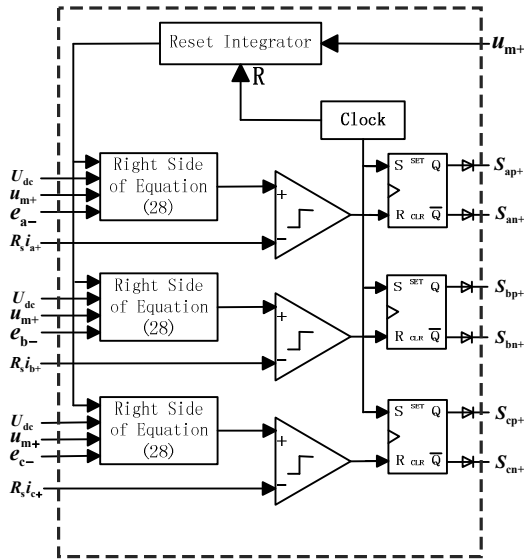 Reset Integrator
u_m+
R
Clock
Right Side
of Equation
(28)
U_dc
u_m+
e_a−
R_s i_a+
+
−
S SET Q
R CLR Q̅
S_ap+
S_an+
Right Side
of Equation
(28)
U_dc
u_m+
e_b−
R_s i_b+
+
−
S SET Q
R CLR Q̅
S_bp+
S_bn+
Right Side
of Equation
(28)
U_dc
u_m+
e_c−
R_s i_c+
+
−
S SET Q
R CLR Q̅
S_cp+
S_cn+